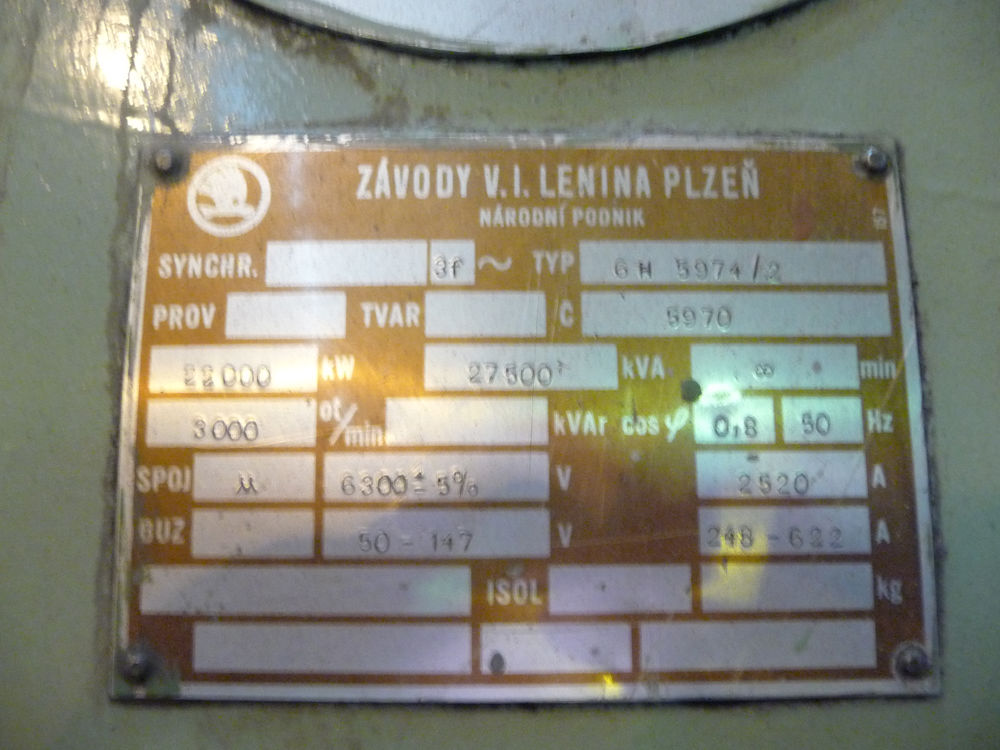 ZÁVODY V. I. LENINA PLZEŇ
NÁRODNÍ PODNIK
SYNCHR. 3f ~ TYP 6 H 5974/2
PROV TVAR Č 5970
22000 kW 27500 kVA ∞ min
3000 ot/min kVAr cos φ 0,8 50 Hz
SPOJ 6300 ± 5% V 2520 A
BUZ 50 - 147 V 248 - 622 A
ISOL kg